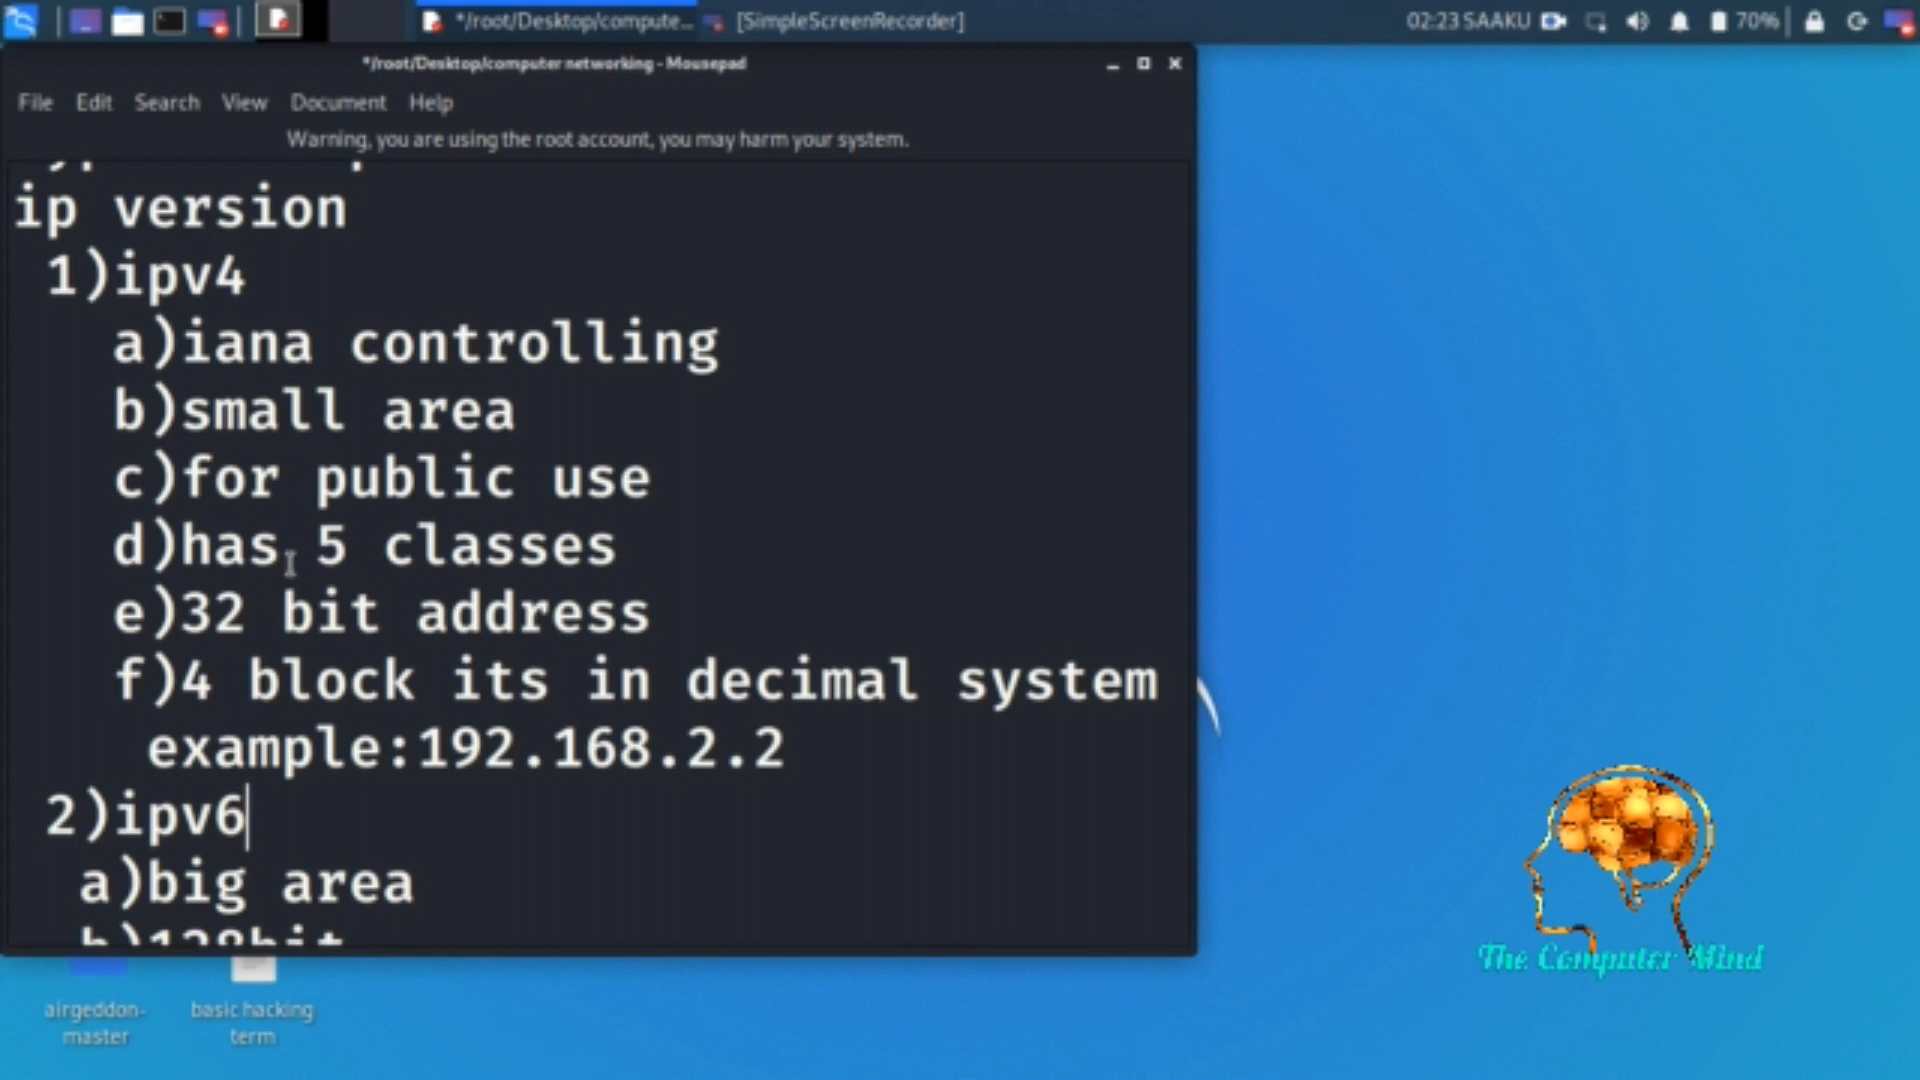 */root/Desktop/compute... [SimpleScreenRecorder] 02:23 SAAKU 70%
*/root/Desktop/computer networking - Mousepad
File Edit Search View Document Help
Warning, you are using the root account, you may harm your system.
ip version
1)ipv4
a)iana controlling
b)small area
c)for public use
d)has 5 classes
e)32 bit address
f)4 block its in decimal system
example:192.168.2.2
2)ipv6
a)big area
b)128bit
The Computer Mind
airgeddon-
master
basic hacking
term